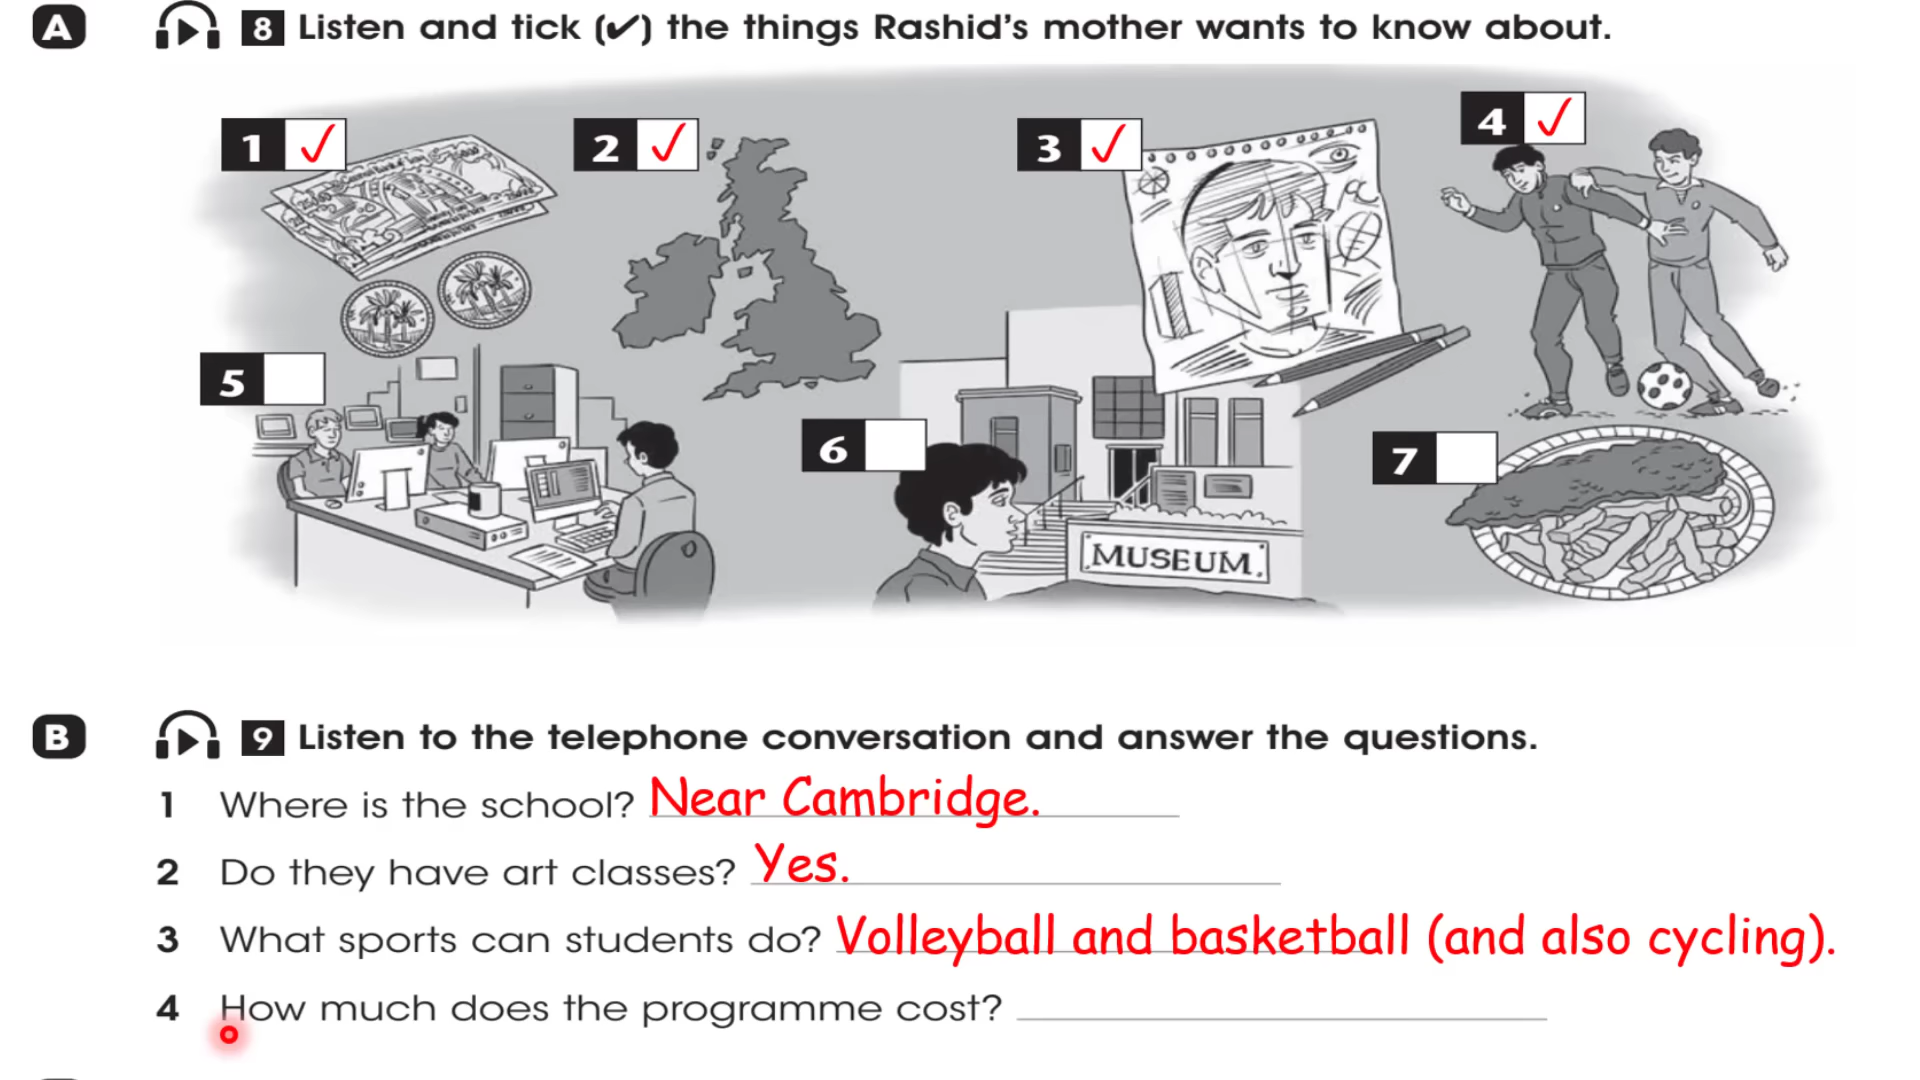 A 8 Listen and tick (✔) the things Rashid's mother wants to know about.
1 ✓ 2 ✓ 3 ✓ 4 ✓
5
6
7
MUSEUM
B 9 Listen to the telephone conversation and answer the questions.
1 Where is the school? Near Cambridge.
2 Do they have art classes? Yes.
3 What sports can students do? Volleyball and basketball (and also cycling).
4 How much does the programme cost?